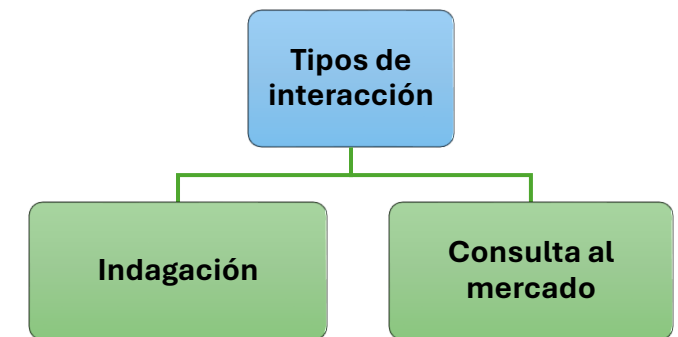 Tipos de
interacción
Indagación
Consulta al
mercado